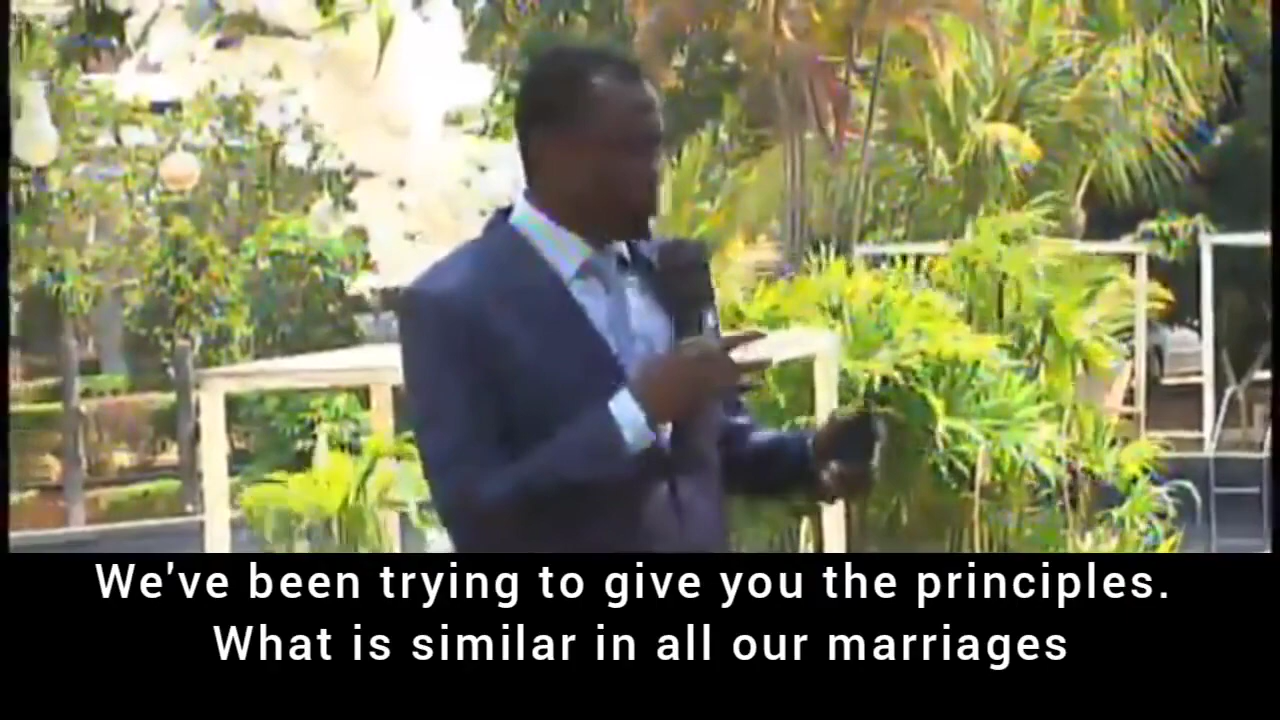 We've been trying to give you the principles.
What is similar in all our marriages